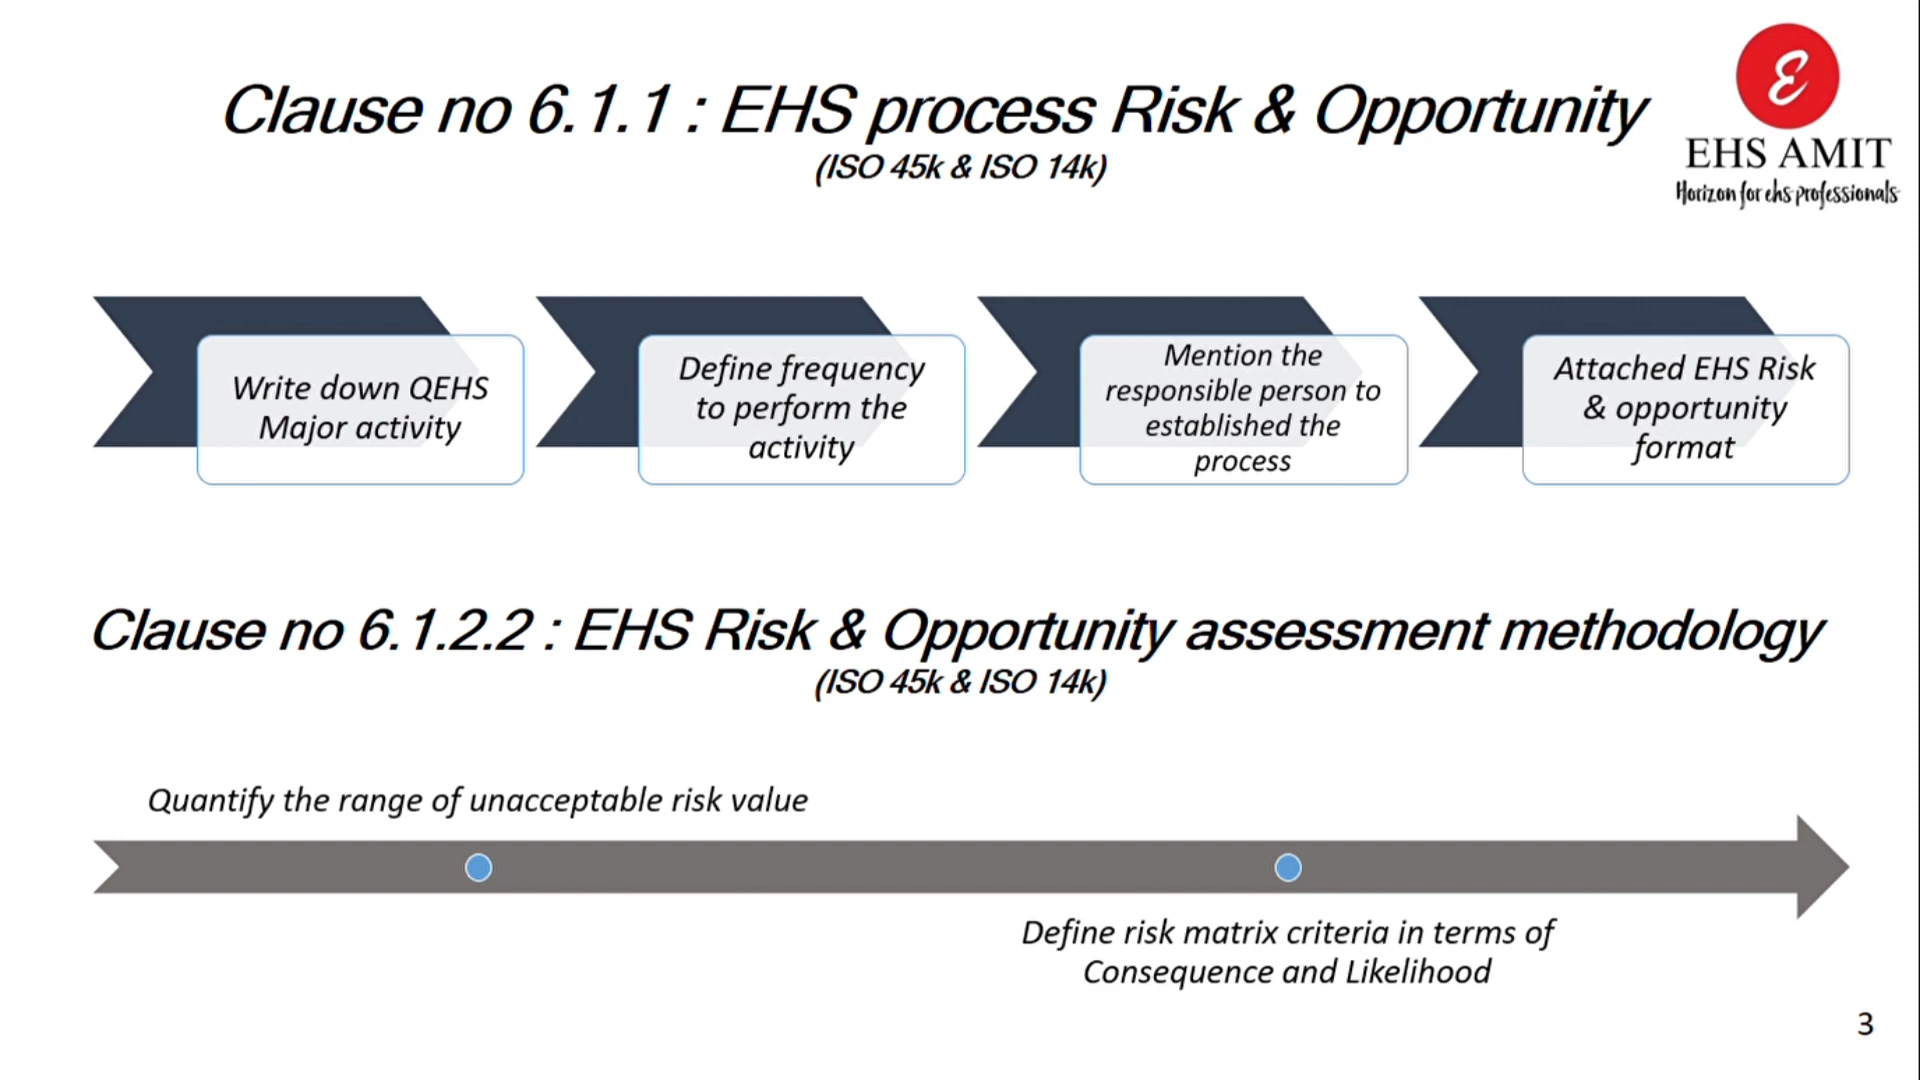 Clause no 6.1.1 : EHS process Risk & Opportunity
(ISO 45k & ISO 14k)
EHS AMIT
Horizon for ehs professionals
Write down QEHS
Major activity
Define frequency
to perform the
activity
Mention the
responsible person to
established the
process
Attached EHS Risk
& opportunity
format
Clause no 6.1.2.2 : EHS Risk & Opportunity assessment methodology
(ISO 45k & ISO 14k)
Quantify the range of unacceptable risk value
Define risk matrix criteria in terms of
Consequence and Likelihood
3